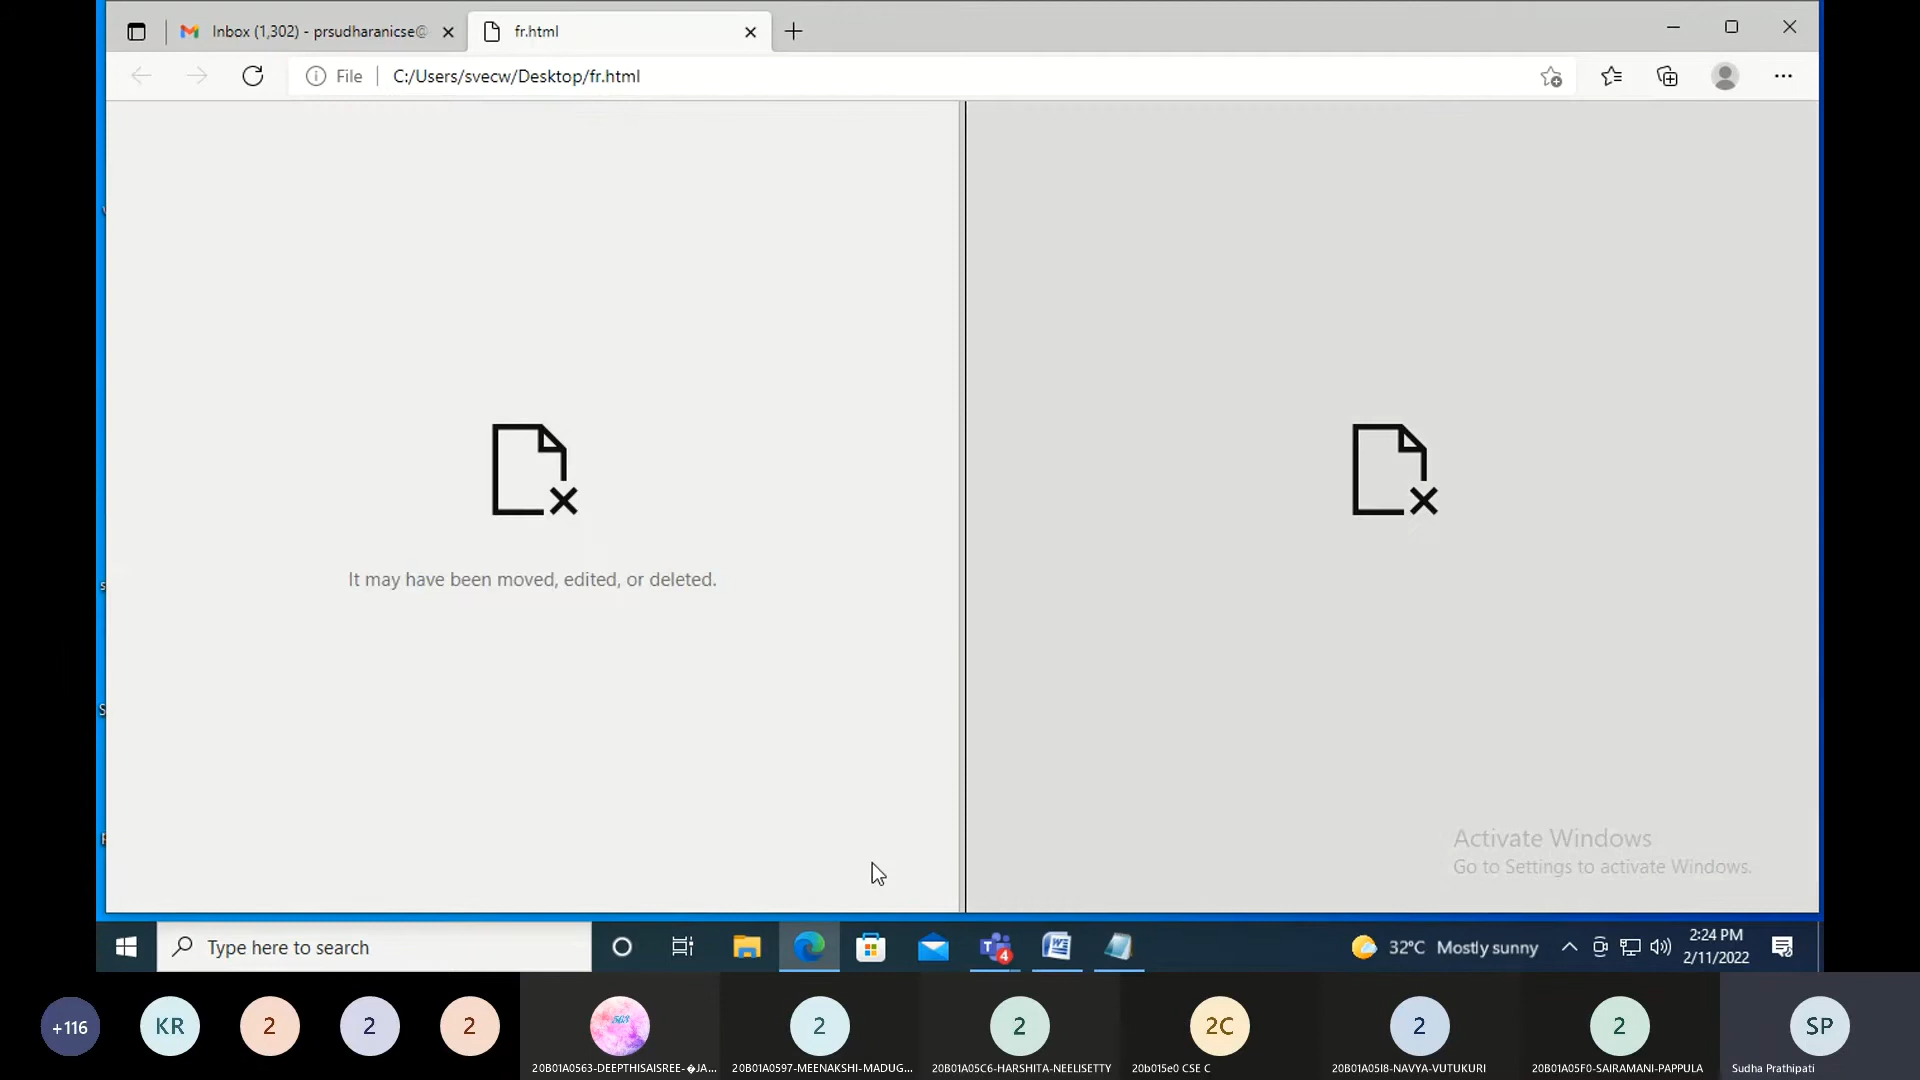 Inbox (1,302) - prsudharanicse@
fr.html
File
C:/Users/svecw/Desktop/fr.html
It may have been moved, edited, or deleted.
Activate Windows
Go to Settings to activate Windows.
Type here to search
4
32°C Mostly sunny
2:24 PM
2/11/2022
+116
KR
2
2
2
563
2
2
2C
2
2
SP
20B01A0563-DEEPTHISAISREE-�JA...
20B01A0597-MEENAKSHI-MADUG...
20B01A05C6-HARSHITA-NEELISETTY
20b015e0 CSE C
20B01A05I8-NAVYA-VUTUKURI
20B01A05F0-SAIRAMANI-PAPPULA
Sudha Prathipati